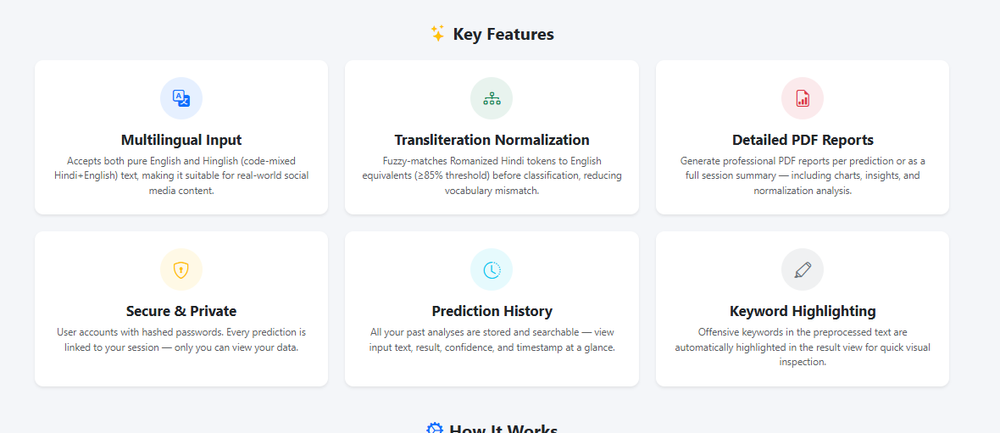 Key Features
Multilingual Input
Accepts both pure English and Hinglish (code-mixed
Hindi+English) text, making it suitable for real-world social
media content.
Transliteration Normalization
Fuzzy-matches Romanized Hindi tokens to English
equivalents (≥85% threshold) before classification, reducing
vocabulary mismatch.
Detailed PDF Reports
Generate professional PDF reports per prediction or as a
full session summary — including charts, insights, and
normalization analysis.
Secure & Private
User accounts with hashed passwords. Every prediction is
linked to your session — only you can view your data.
Prediction History
All your past analyses are stored and searchable — view
input text, result, confidence, and timestamp at a glance.
Keyword Highlighting
Offensive keywords in the preprocessed text are
automatically highlighted in the result view for quick visual
inspection.
How It Works